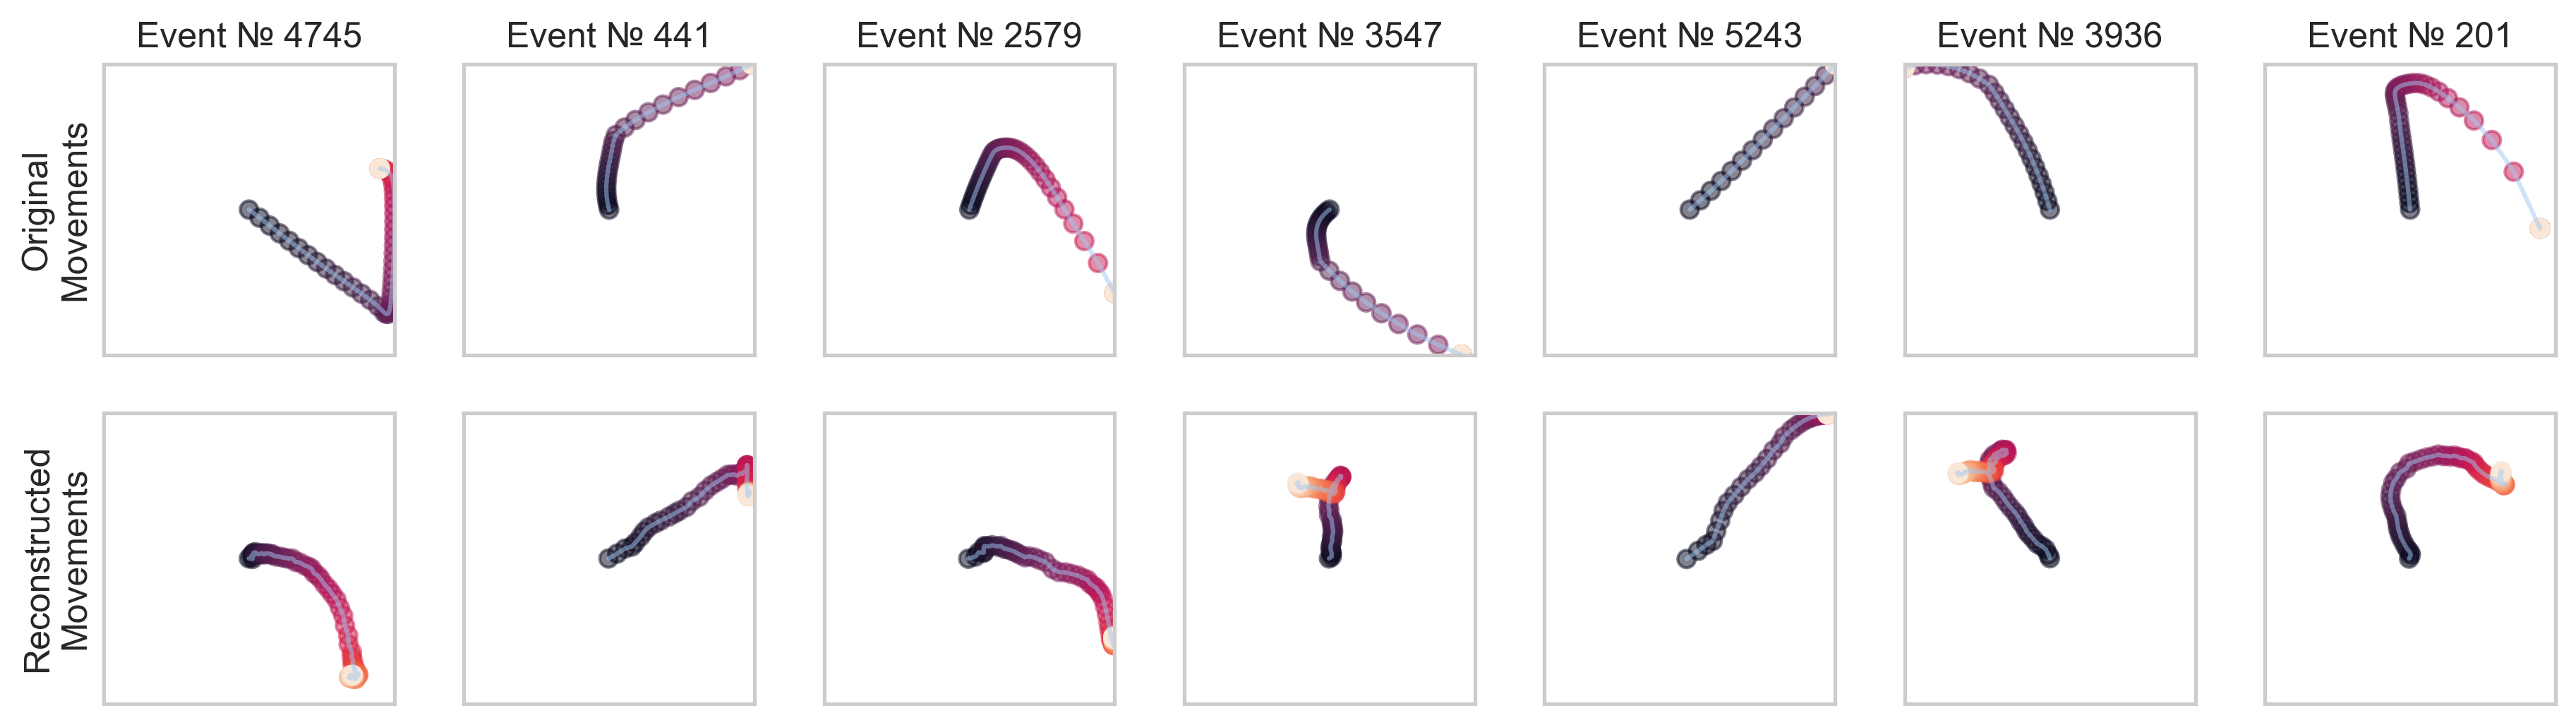 Event № 4745
Event № 441
Event № 2579
Event № 3547
Event № 5243
Event № 3936
Event № 201
Original
Movements
Reconstructed
Movements